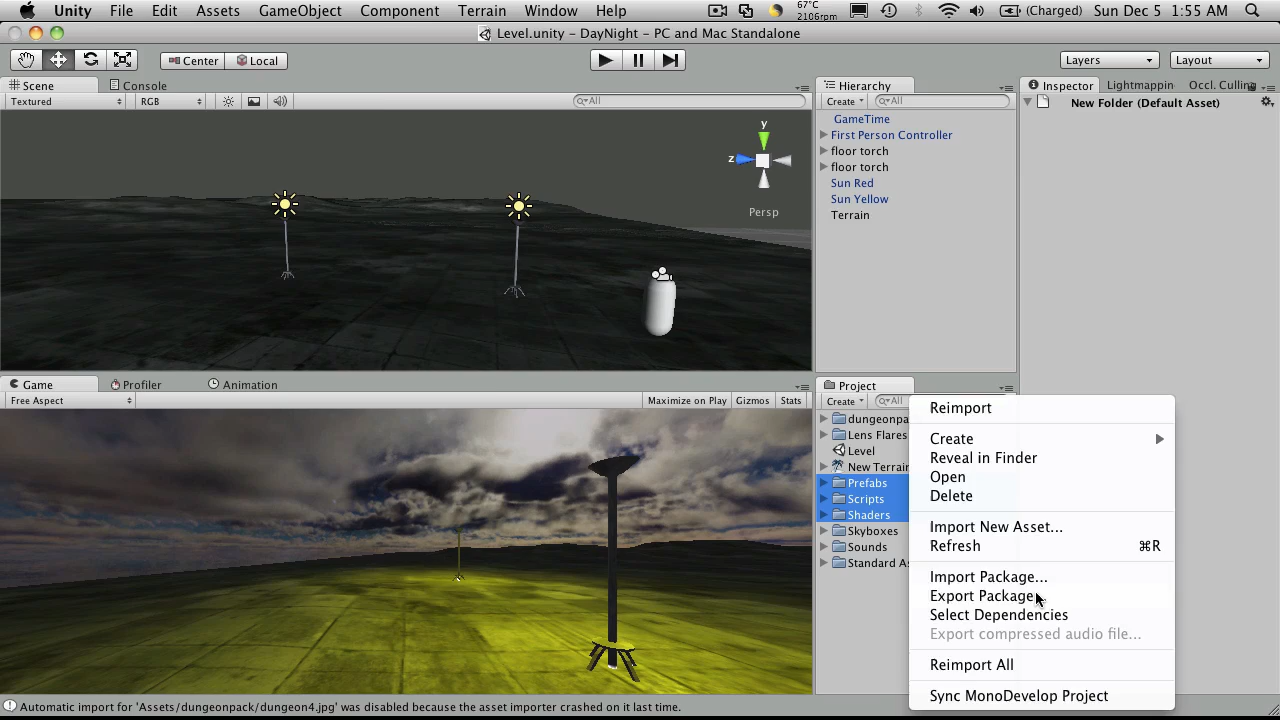 Unity File Edit Assets GameObject Component Terrain Window Help 67°C 2106rpm (Charged) Sun Dec 5 1:55 AM
Level.unity - DayNight - PC and Mac Standalone
Center Local Layers Layout
Scene Console
Textured RGB All
y
z
Persp
Hierarchy
Create All
GameTime
First Person Controller
floor torch
floor torch
Sun Red
Sun Yellow
Terrain
Inspector Lightmappin Occl. Culling
New Folder (Default Asset)
Game Profiler Animation
Free Aspect Maximize on Play Gizmos Stats
Project
Create All
dungeonpa
Lens Flares
Level
New Terrain
Prefabs
Scripts
Shaders
Skyboxes
Sounds
Standard As
Reimport
Create
Reveal in Finder
Open
Delete
Import New Asset...
Refresh ⌘R
Import Package...
Export Package
Select Dependencies
Export compressed audio file...
Reimport All
Sync MonoDevelop Project
Automatic import for 'Assets/dungeonpack/dungeon4.jpg' was disabled because the asset importer crashed on it last time.